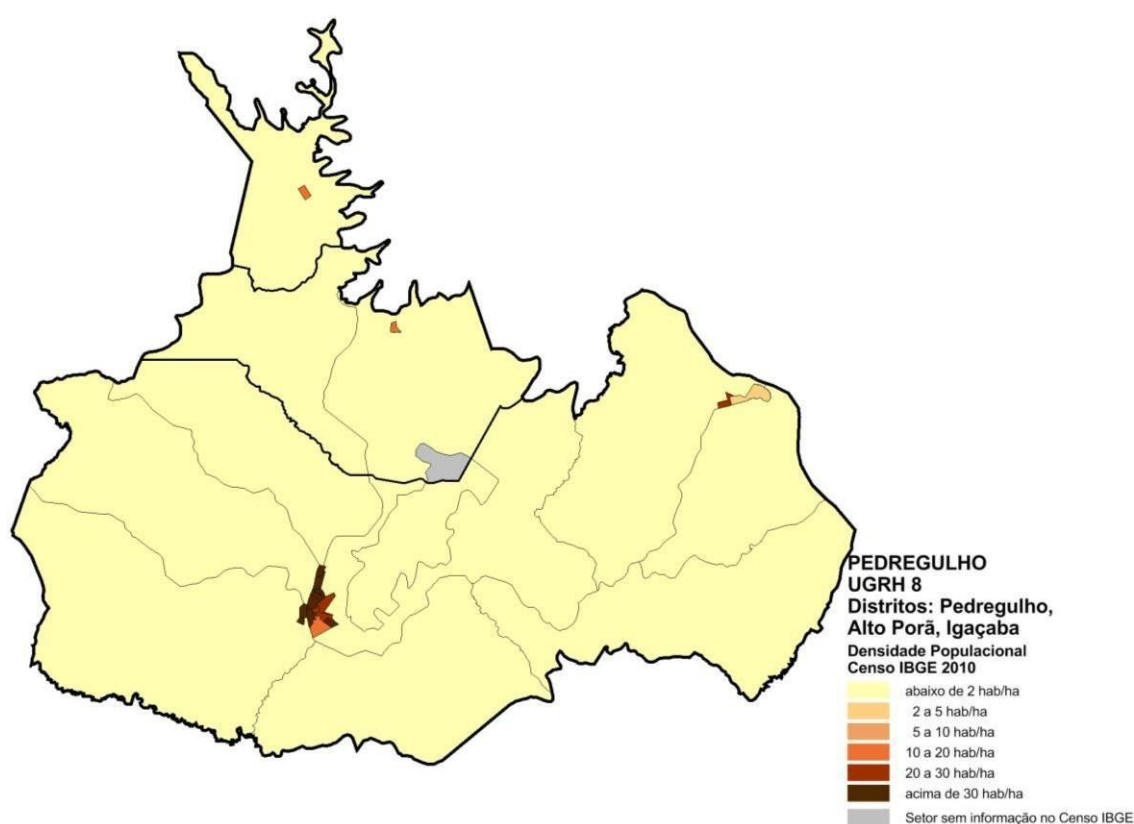 PEDREGULHO
UGRH 8
Distritos: Pedregulho,
Alto Porã, Igaçaba
Densidade Populacional
Censo IBGE 2010
abaixo de 2 hab/ha
2 a 5 hab/ha
5 a 10 hab/ha
10 a 20 hab/ha
20 a 30 hab/ha
acima de 30 hab/ha
Setor sem informação no Censo IBGE